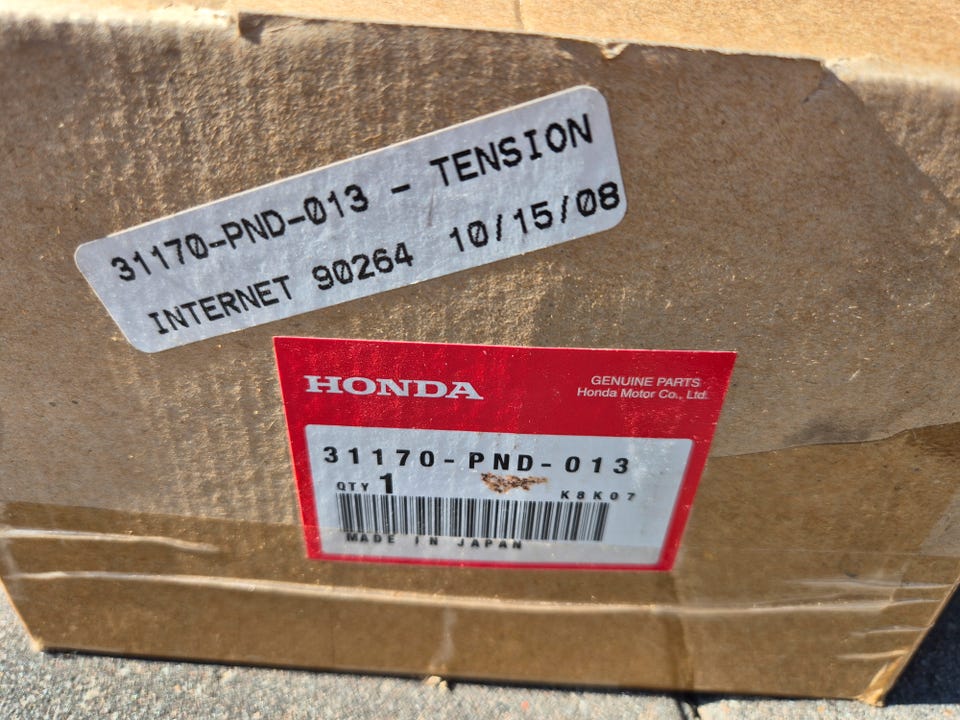 31170-PND-013 - TENSION
INTERNET 90264 10/15/08
HONDA
GENUINE PARTS
Honda Motor Co., Ltd.
31170-PND-013
QTY 1
K8K07
MADE IN JAPAN